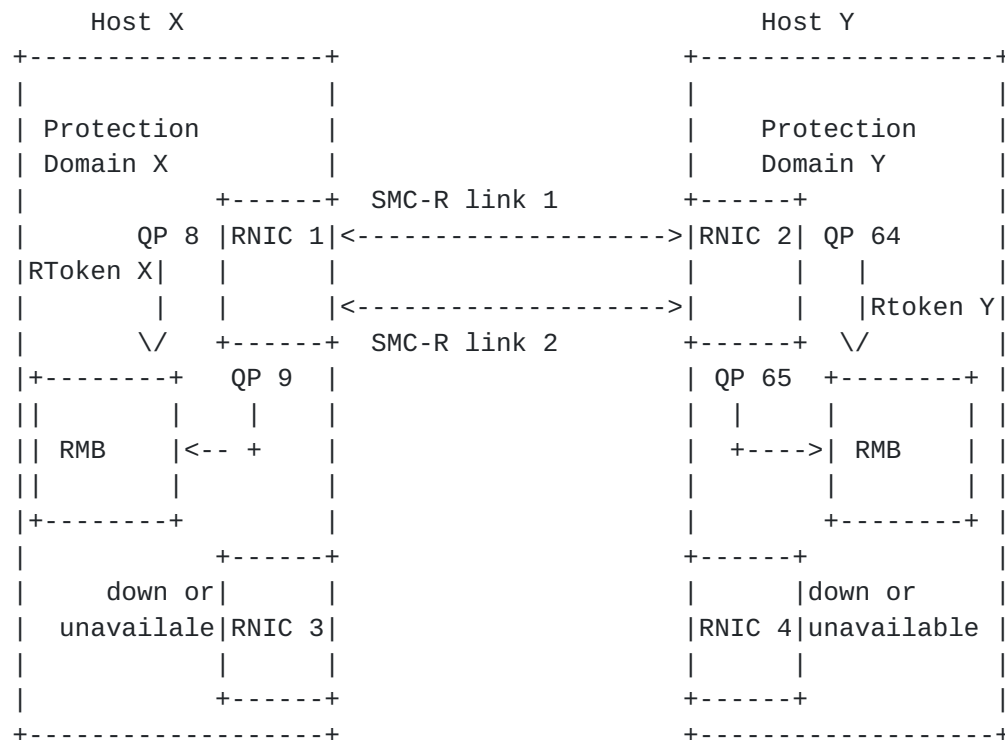 Host X Host Y
Protection Protection
Domain X Domain Y
SMC-R link 1
QP 8 RNIC 1 RNIC 2 QP 64
RToken X
Rtoken Y
SMC-R link 2
QP 9 QP 65
RMB RMB
down or down or
unavailale RNIC 3 RNIC 4 unavailable